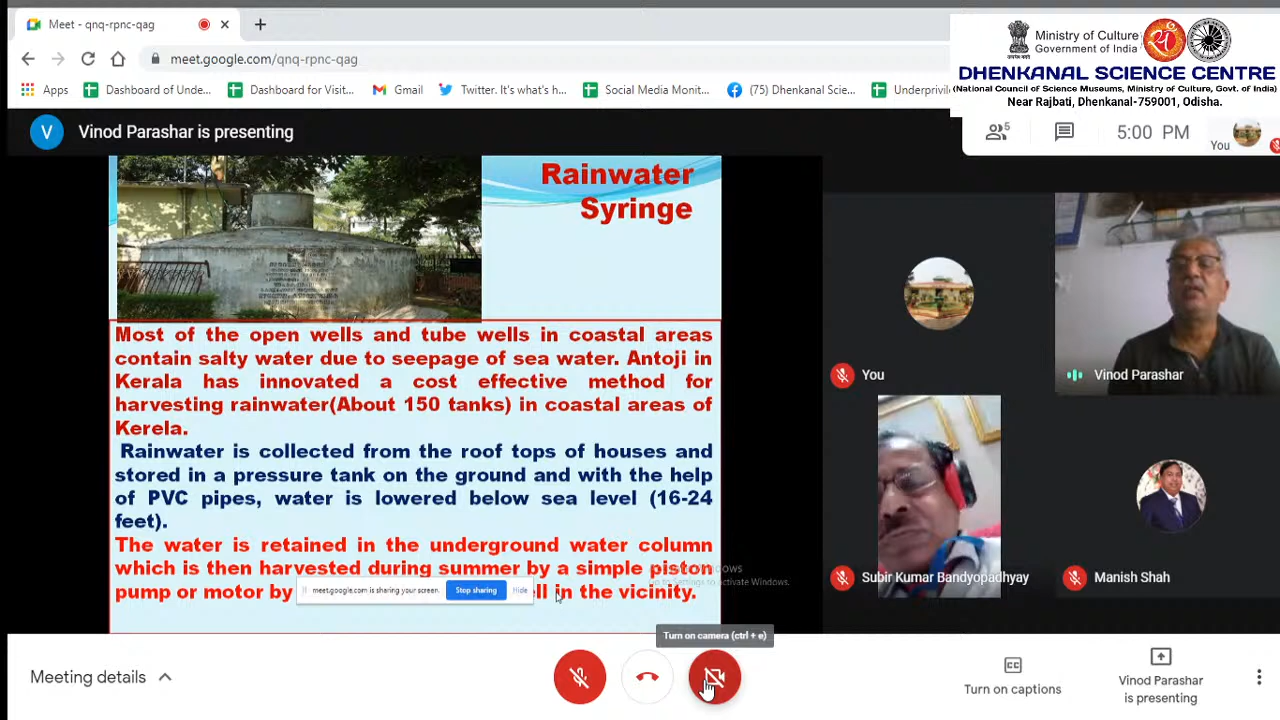 Meet - qnq-rpnc-qag
meet.google.com/qnq-rpnc-qag
Apps
Dashboard of Unde...
Dashboard for Visit...
Gmail
Twitter. It's what's h...
Social Media Monit...
(75) Dhenkanal Scie...
Underprivile
Ministry of Culture
Government of India
DHENKANAL SCIENCE CENTRE
(National Council of Science Museums, Ministry of Culture, Govt. of India)
Near Rajbati, Dhenkanal-759001, Odisha.
V
Vinod Parashar is presenting
5
5:00 PM
You
Rainwater
Syringe
Most of the open wells and tube wells in coastal areas
contain salty water due to seepage of sea water. Antoji in
Kerala has innovated a cost effective method for
harvesting rainwater(About 150 tanks) in coastal areas of
Kerela.
Rainwater is collected from the roof tops of houses and
stored in a pressure tank on the ground and with the help
of PVC pipes, water is lowered below sea level (16-24
feet).
The water is retained in the underground water column
which is then harvested during summer by a simple piston
pump or motor by
ell in the vicinity.
meet.google.com is sharing your screen.
Stop sharing
Hide
You
Vinod Parashar
Subir Kumar Bandyopadhyay
Manish Shah
Go to Settings to activate Windows.
Turn on camera (ctrl + e)
Meeting details
Turn on captions
Vinod Parashar
is presenting